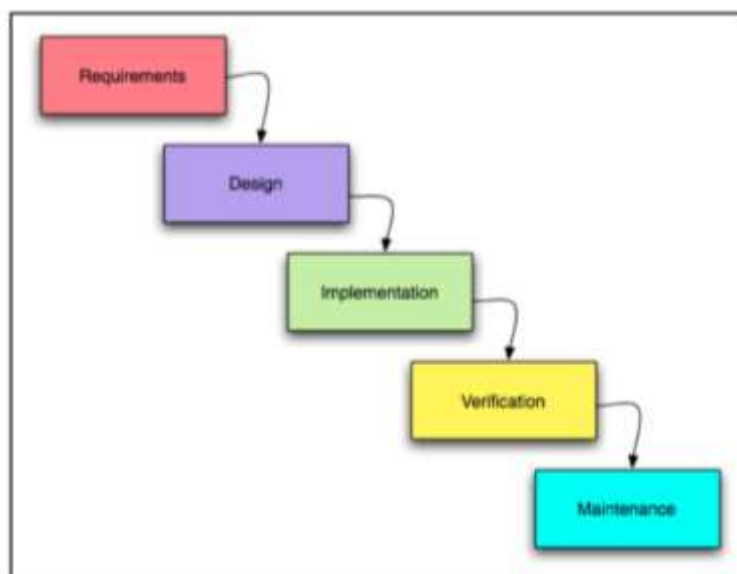 Requirements
Design
Implementation
Verification
Maintenance